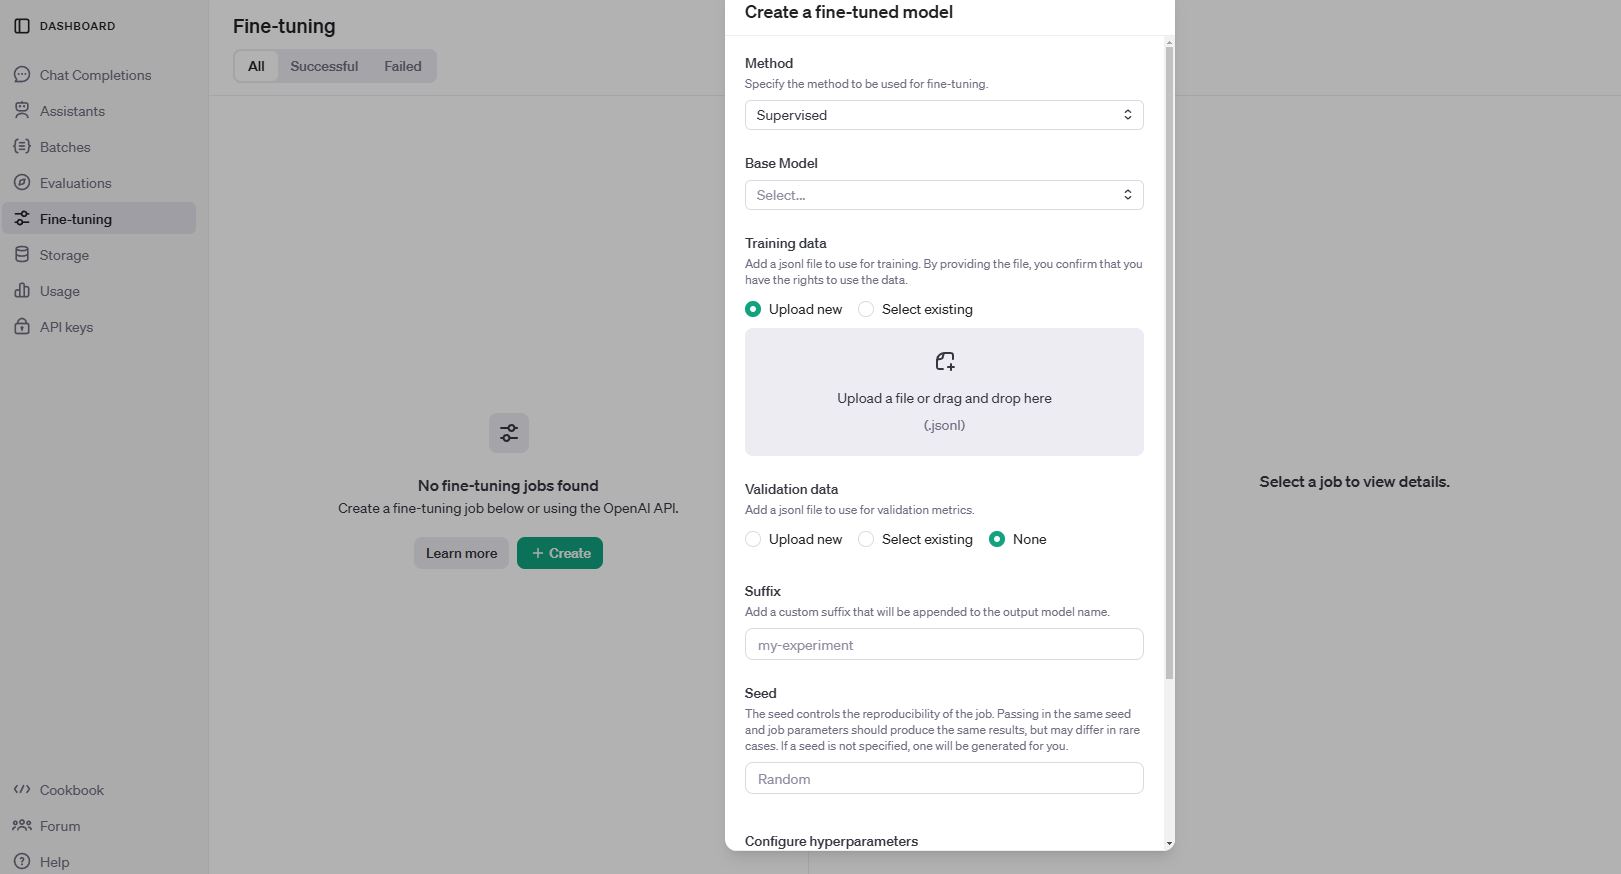 DASHBOARD
Chat Completions
Assistants
Batches
Evaluations
Fine-tuning
Storage
Usage
API keys
Cookbook
Forum
Help
Fine-tuning
All Successful Failed
No fine-tuning jobs found
Create a fine-tuning job below or using the OpenAI API.
Learn more + Create
Create a fine-tuned model
Method
Specify the method to be used for fine-tuning.
Supervised
Base Model
Select...
Training data
Add a jsonl file to use for training. By providing the file, you confirm that you
have the rights to use the data.
Upload new Select existing
Upload a file or drag and drop here
(.jsonl)
Validation data
Add a jsonl file to use for validation metrics.
Upload new Select existing None
Suffix
Add a custom suffix that will be appended to the output model name.
my-experiment
Seed
The seed controls the reproducibility of the job. Passing in the same seed
and job parameters should produce the same results, but may differ in rare
cases. If a seed is not specified, one will be generated for you.
Random
Configure hyperparameters
Select a job to view details.